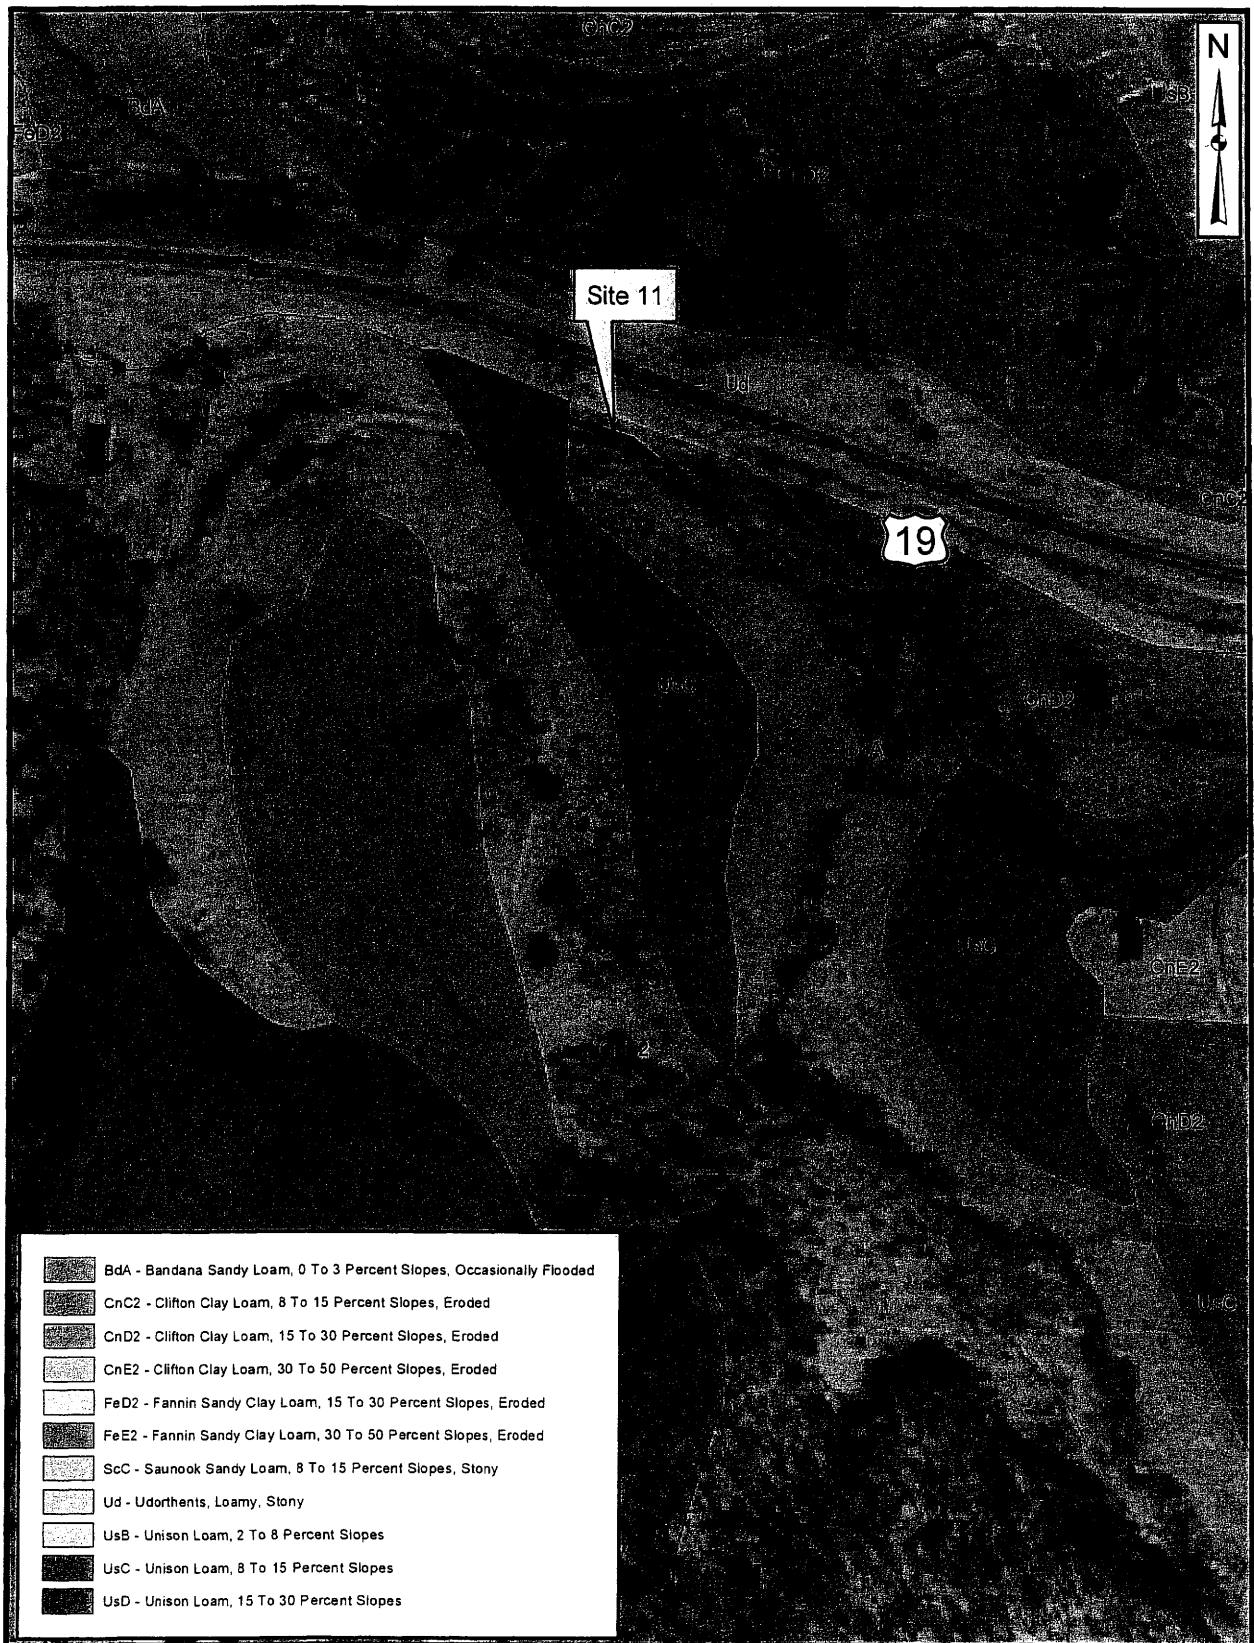 CnC2
N
UsB
BdA
FeD2
Site 11
Ud
CnC2
19
UsC
CnD2
UsC
CnE2
CnD2
UsC
BdA - Bandana Sandy Loam, 0 To 3 Percent Slopes, Occasionally Flooded
CnC2 - Clifton Clay Loam, 8 To 15 Percent Slopes, Eroded
CnD2 - Clifton Clay Loam, 15 To 30 Percent Slopes, Eroded
CnE2 - Clifton Clay Loam, 30 To 50 Percent Slopes, Eroded
FeD2 - Fannin Sandy Clay Loam, 15 To 30 Percent Slopes, Eroded
FeE2 - Fannin Sandy Clay Loam, 30 To 50 Percent Slopes, Eroded
ScC - Saunook Sandy Loam, 8 To 15 Percent Slopes, Stony
Ud - Udorthents, Loamy, Stony
UsB - Unison Loam, 2 To 8 Percent Slopes
UsC - Unison Loam, 8 To 15 Percent Slopes
UsD - Unison Loam, 15 To 30 Percent Slopes